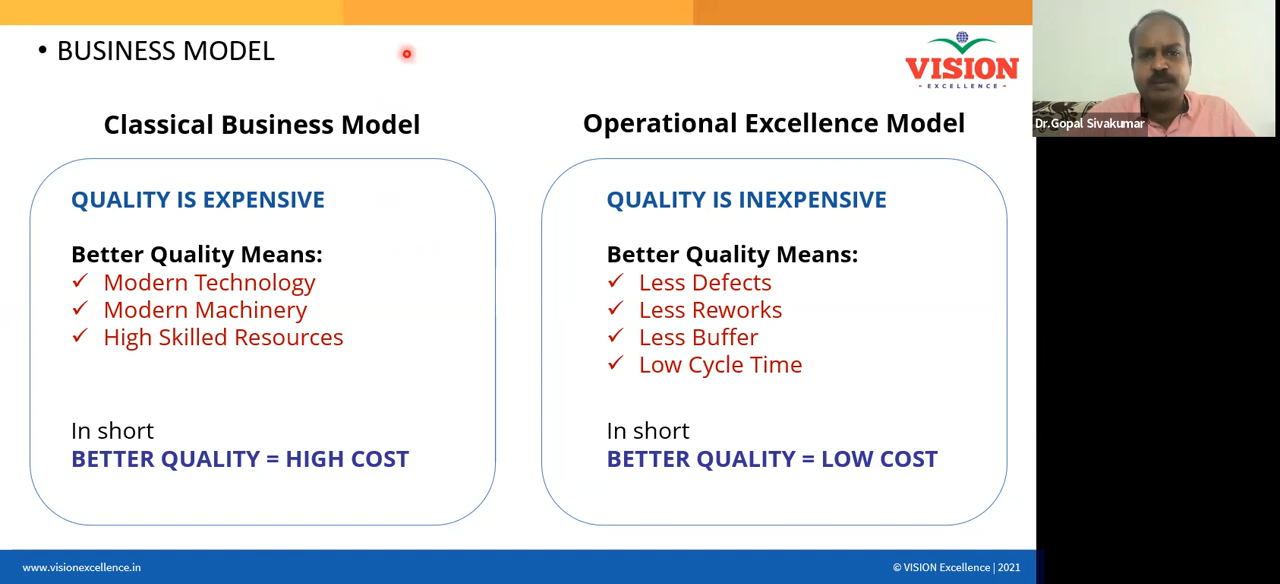 • BUSINESS MODEL
VISION
- EXCELLENCE -
Dr.Gopal Sivakumar
Classical Business Model
QUALITY IS EXPENSIVE
Better Quality Means:
✓ Modern Technology
✓ Modern Machinery
✓ High Skilled Resources
In short
BETTER QUALITY = HIGH COST
Operational Excellence Model
QUALITY IS INEXPENSIVE
Better Quality Means:
✓ Less Defects
✓ Less Reworks
✓ Less Buffer
✓ Low Cycle Time
In short
BETTER QUALITY = LOW COST
www.visionexcellence.in
© VISION Excellence | 2021